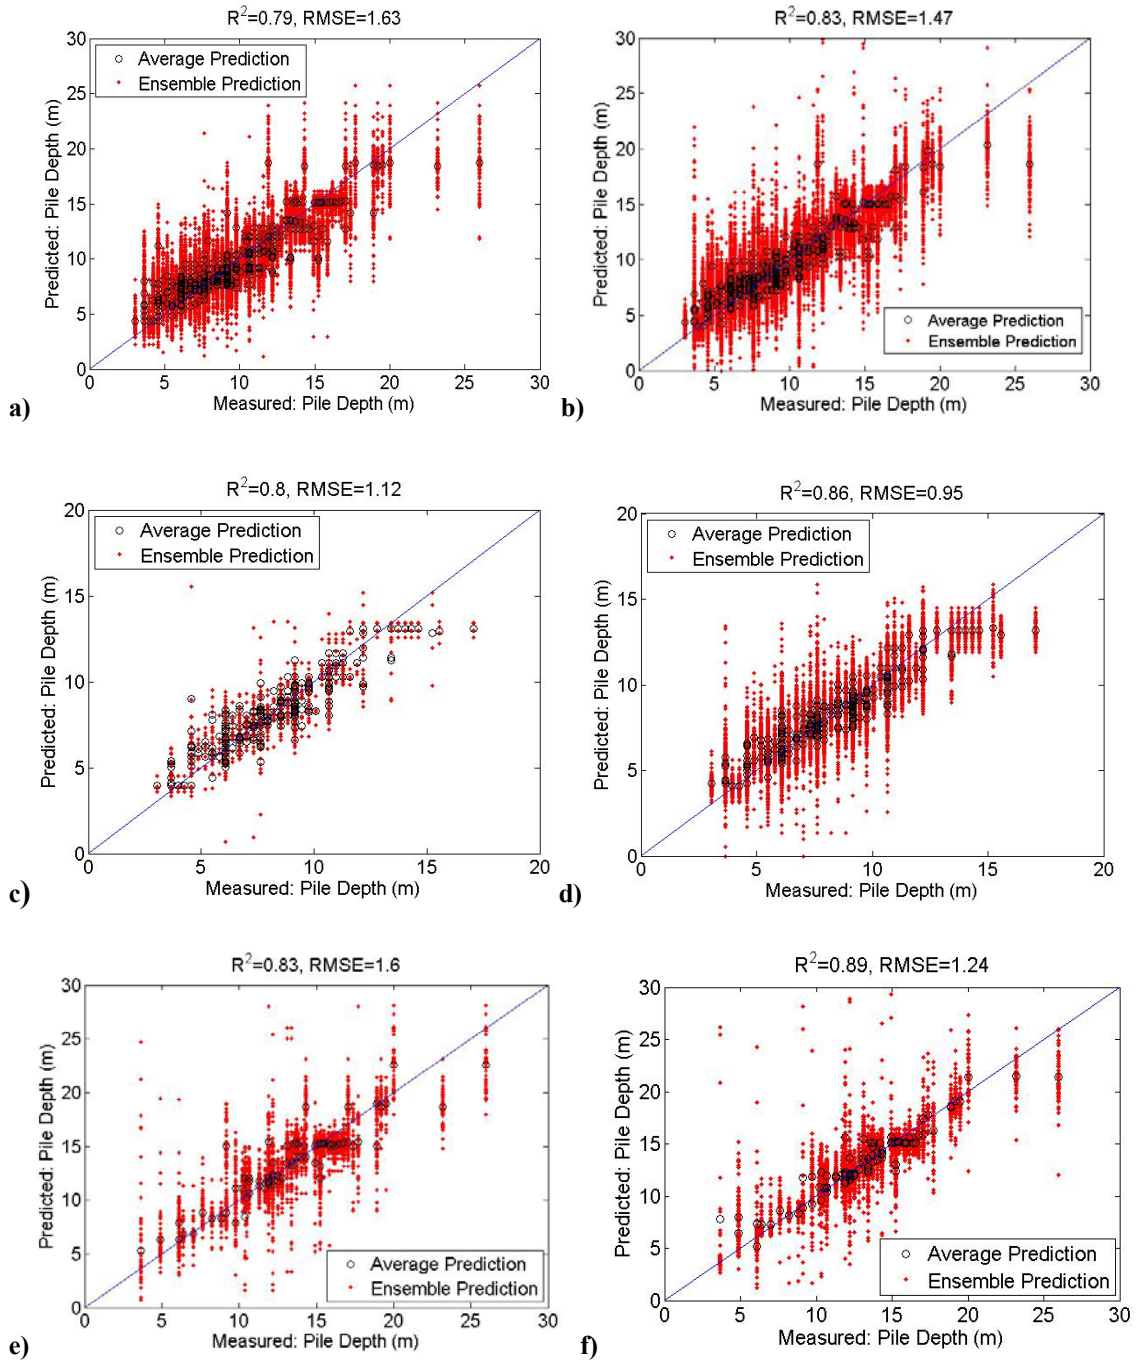 R²=0.79, RMSE=1.63
30
25
20
15
10
5
0
0 5 10 15 20 25 30
Predicted: Pile Depth (m)
Measured: Pile Depth (m)
Average Prediction
Ensemble Prediction
a)
R²=0.83, RMSE=1.47
30
25
20
15
10
5
0
0 5 10 15 20 25 30
Predicted: Pile Depth (m)
Measured: Pile Depth (m)
Average Prediction
Ensemble Prediction
b)
R²=0.8, RMSE=1.12
20
15
10
5
0
0 5 10 15 20
Predicted: Pile Depth (m)
Measured: Pile Depth (m)
Average Prediction
Ensemble Prediction
c)
R²=0.86, RMSE=0.95
20
15
10
5
0
0 5 10 15 20
Predicted: Pile Depth (m)
Measured: Pile Depth (m)
Average Prediction
Ensemble Prediction
d)
R²=0.83, RMSE=1.6
30
25
20
15
10
5
0
0 5 10 15 20 25 30
Predicted: Pile Depth (m)
Measured: Pile Depth (m)
Average Prediction
Ensemble Prediction
e)
R²=0.89, RMSE=1.24
30
25
20
15
10
5
0
0 5 10 15 20 25 30
Predicted: Pile Depth (m)
Measured: Pile Depth (m)
Average Prediction
Ensemble Prediction
f)